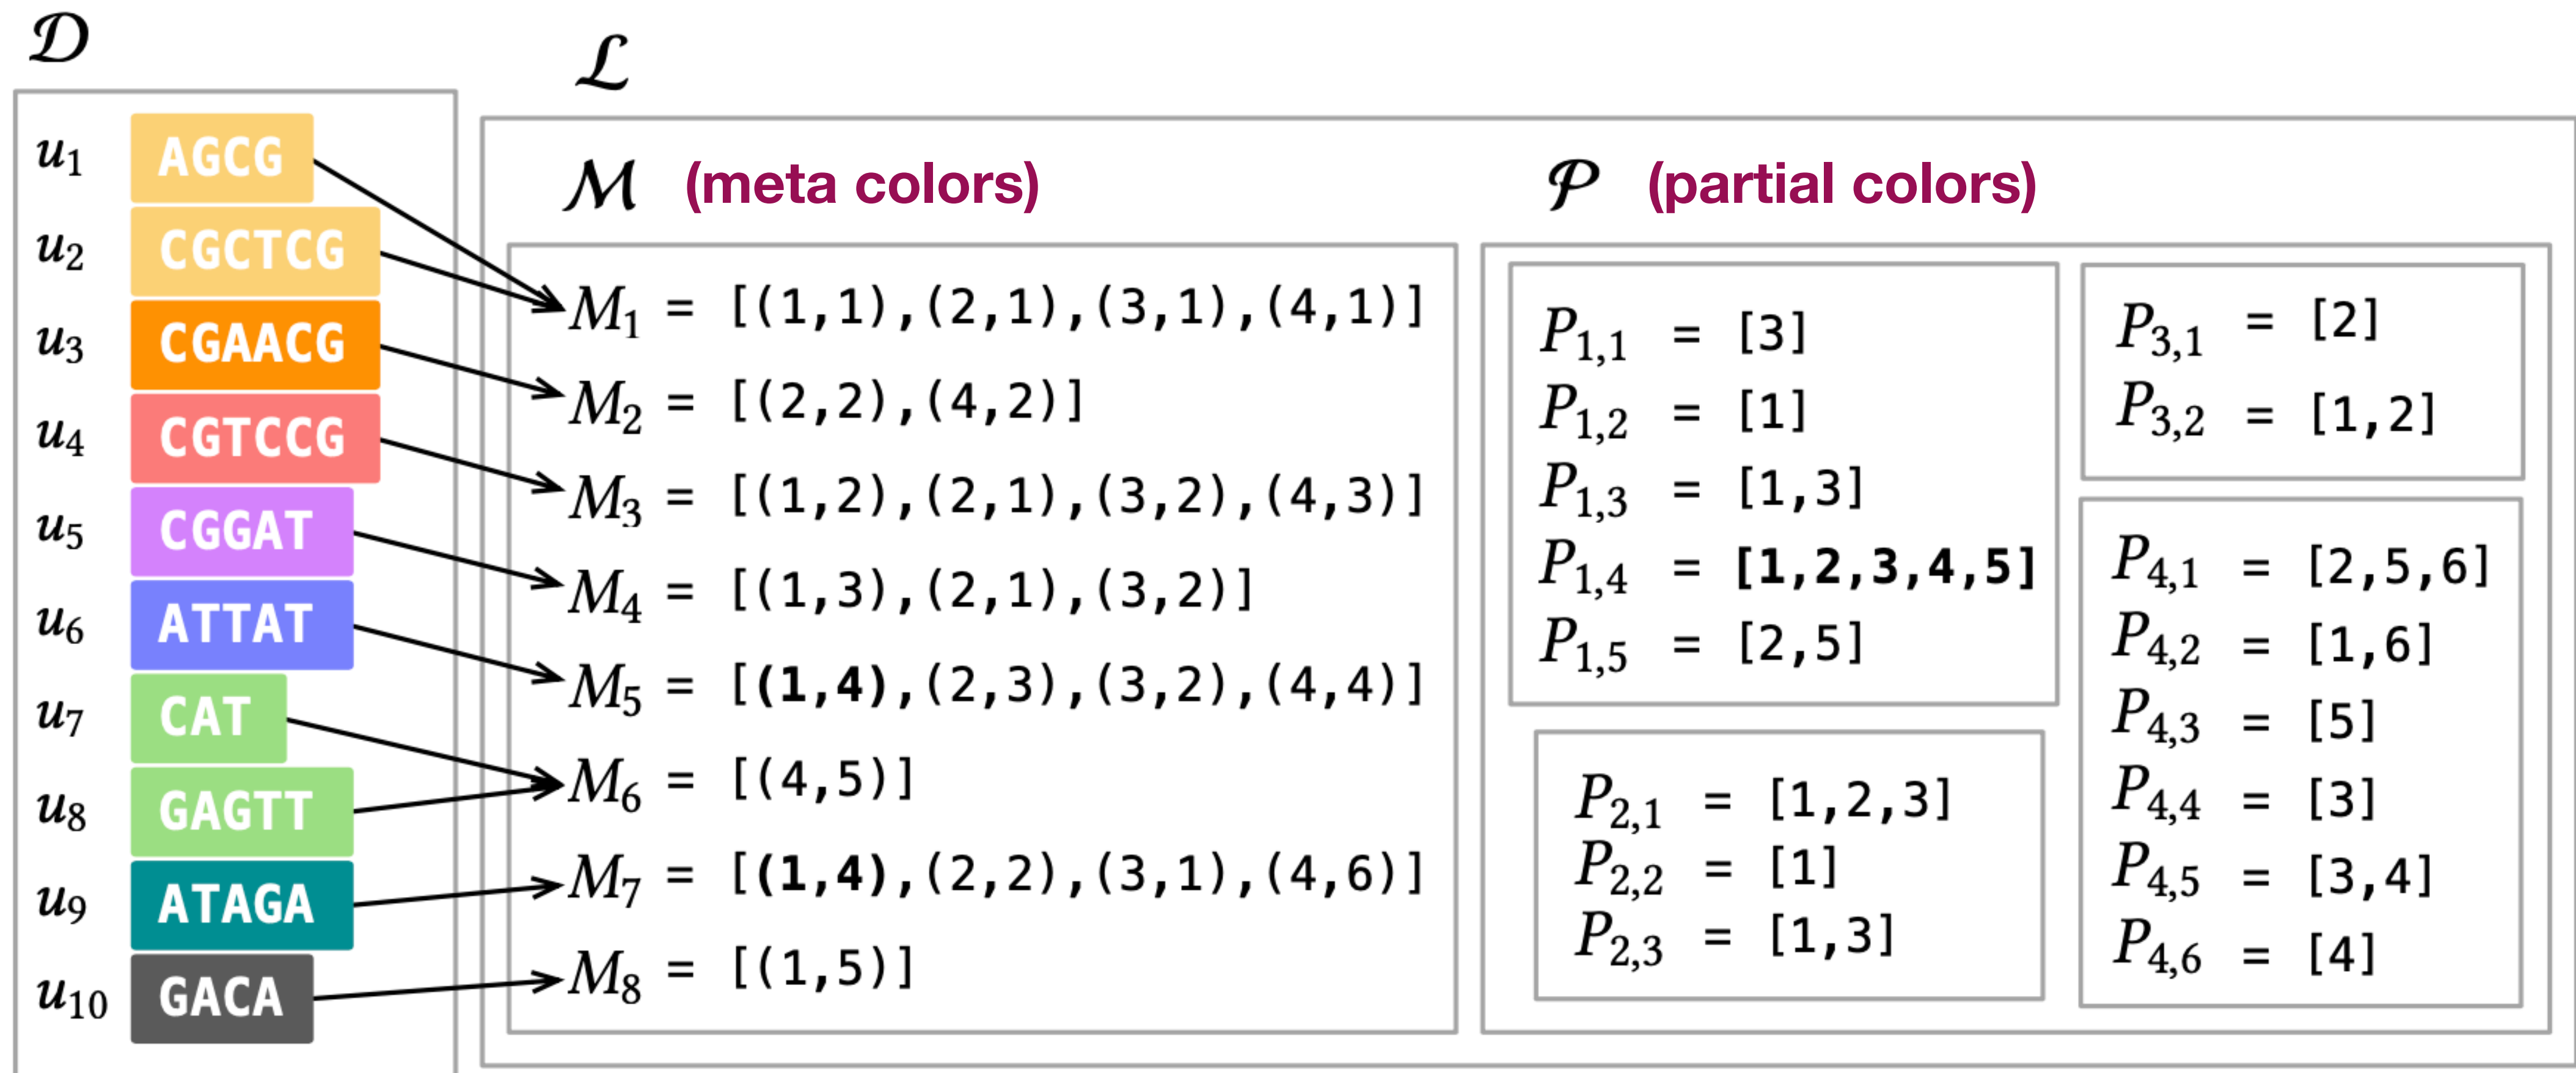 𝒟
ℒ
u1 AGCG
u2 CGCTCG
u3 CGAACG
u4 CGTCCG
u5 CGGAT
u6 ATTAT
u7 CAT
u8 GAGTT
u9 ATAGA
u10 GACA
ℳ (meta colors)
M1 = [(1,1),(2,1),(3,1),(4,1)]
M2 = [(2,2),(4,2)]
M3 = [(1,2),(2,1),(3,2),(4,3)]
M4 = [(1,3),(2,1),(3,2)]
M5 = [(1,4),(2,3),(3,2),(4,4)]
M6 = [(4,5)]
M7 = [(1,4),(2,2),(3,1),(4,6)]
M8 = [(1,5)]
𝒫 (partial colors)
P1,1 = [3]
P1,2 = [1]
P1,3 = [1,3]
P1,4 = [1,2,3,4,5]
P1,5 = [2,5]
P2,1 = [1,2,3]
P2,2 = [1]
P2,3 = [1,3]
P3,1 = [2]
P3,2 = [1,2]
P4,1 = [2,5,6]
P4,2 = [1,6]
P4,3 = [5]
P4,4 = [3]
P4,5 = [3,4]
P4,6 = [4]